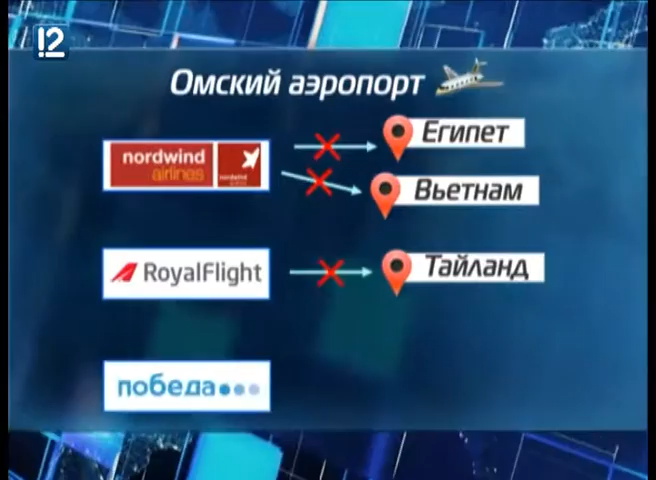 12
Омский аэропорт
nordwind
airlines
Египет
Вьетнам
RoyalFlight
Тайланд
победа